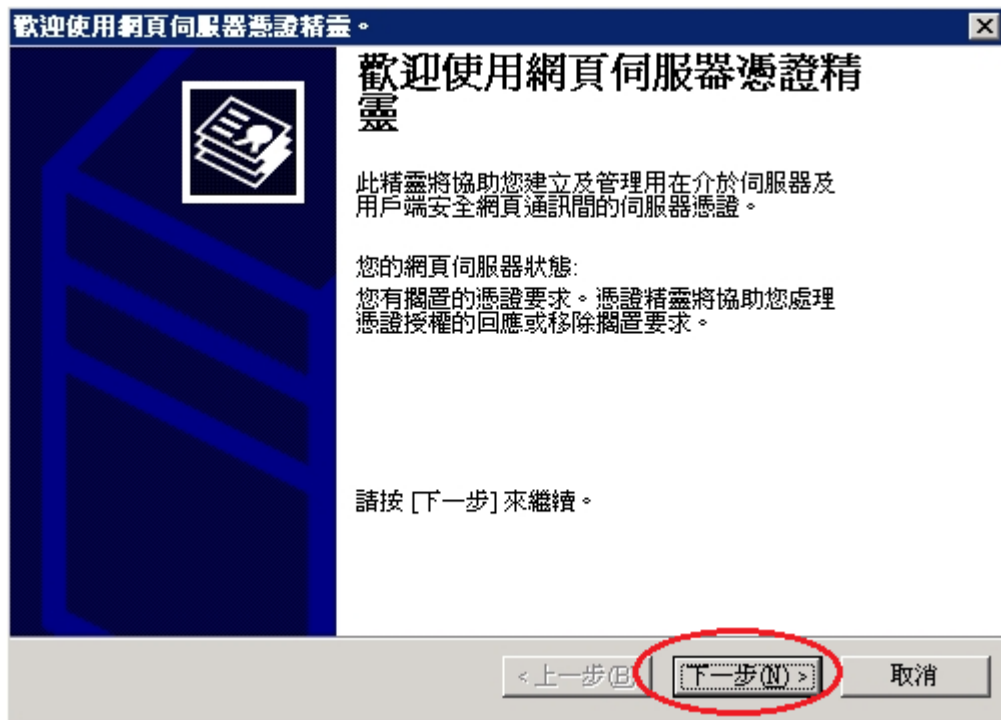 歡迎使用網頁伺服器憑證精靈。
歡迎使用網頁伺服器憑證精
靈
此精靈將協助您建立及管理用在介於伺服器及
用戶端安全網頁通訊間的伺服器憑證。
您的網頁伺服器狀態:
您有擱置的憑證要求。憑證精靈將協助您處理
憑證授權的回應或移除擱置要求。
請按 [下一步] 來繼續。
<上一步(B)
下一步(N) >
取消